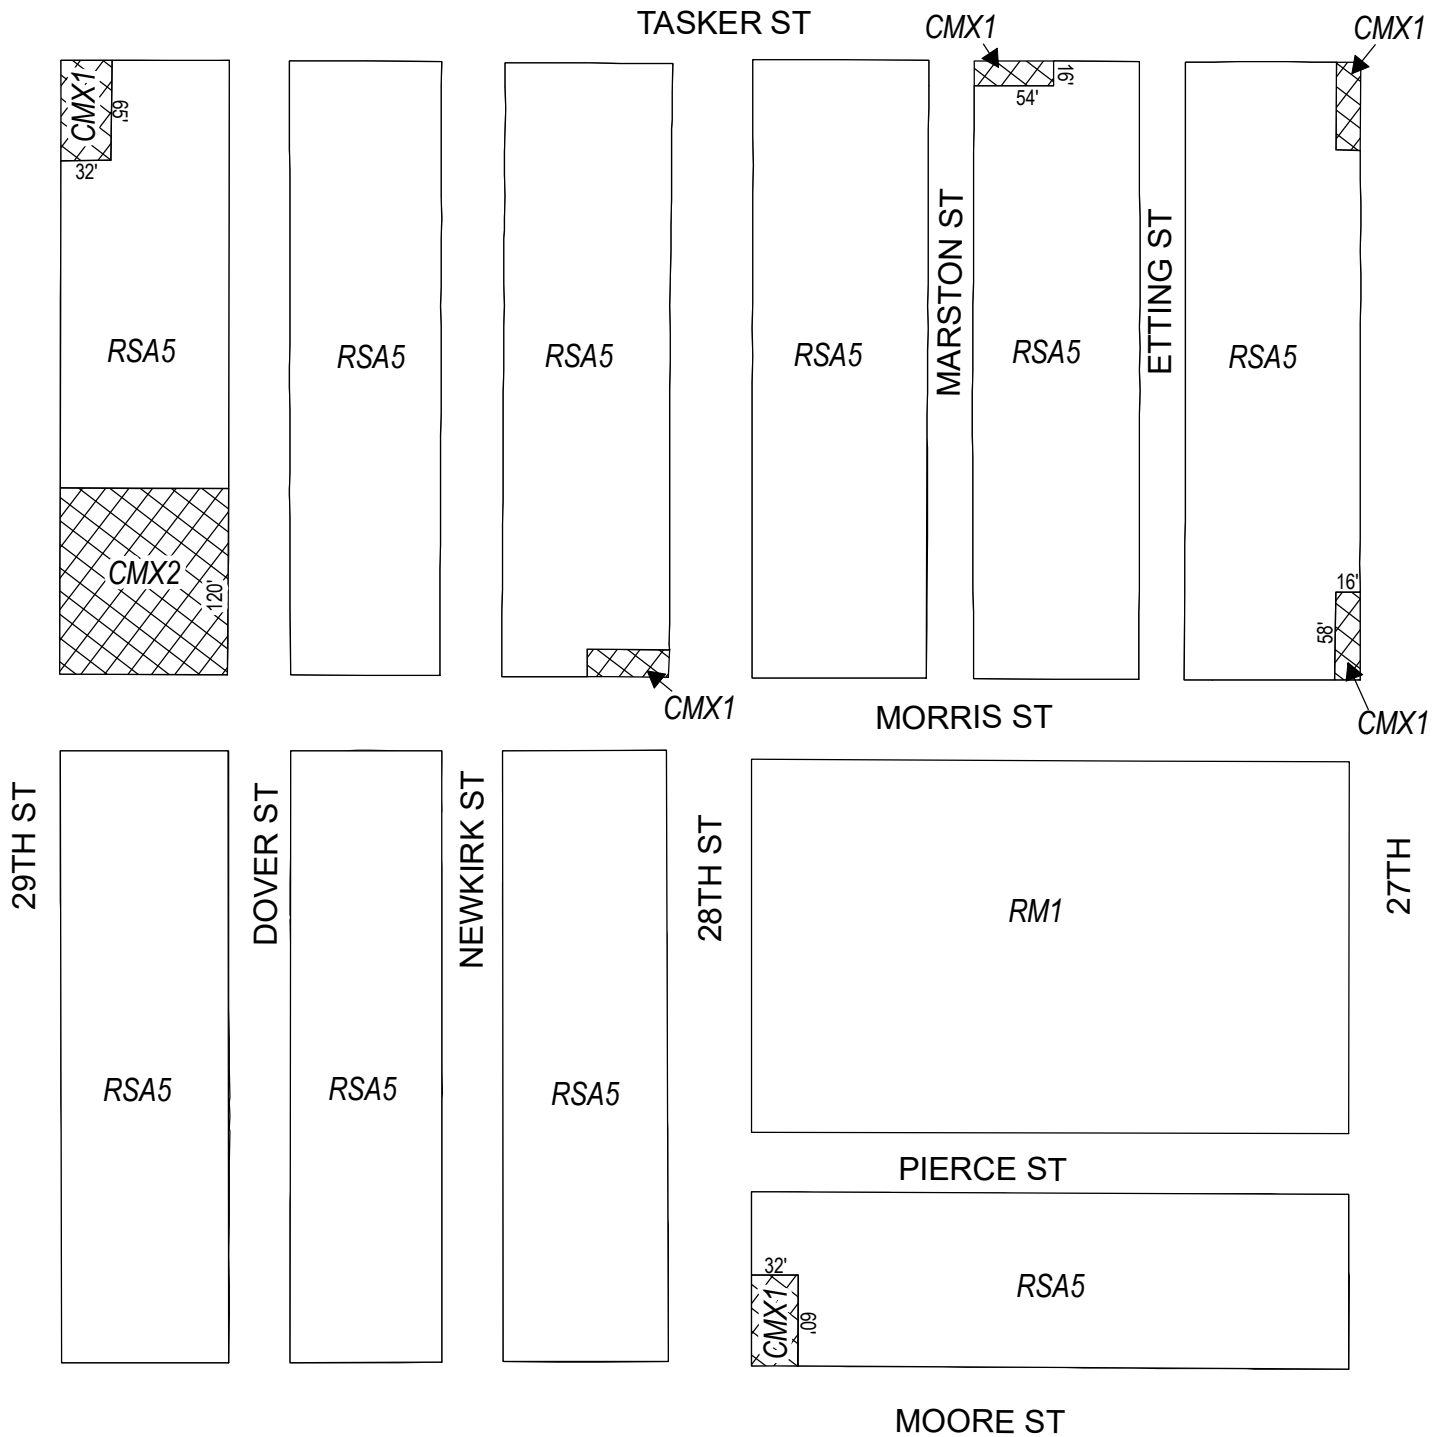 TASKER ST
CMX1
CMX1
CMX1
65'
32'
16'
54'
MARSTON ST
ETTING ST
RSA5
RSA5
RSA5
RSA5
RSA5
RSA5
CMX2
120'
16'
58'
CMX1
MORRIS ST
CMX1
29TH ST
DOVER ST
NEWKIRK ST
28TH ST
27TH
RM1
RSA5
RSA5
RSA5
PIERCE ST
32'
CMX1
60'
RSA5
MOORE ST